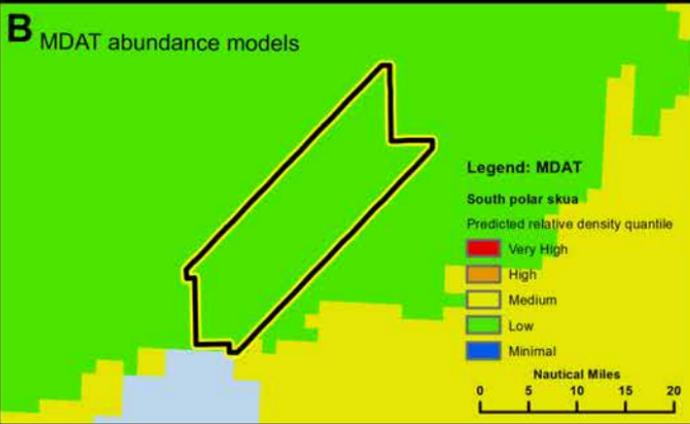 B MDAT abundance models
Legend: MDAT
South polar skua
Predicted relative density quantile
Very High
High
Medium
Low
Minimal
Nautical Miles
0 5 10 15 20